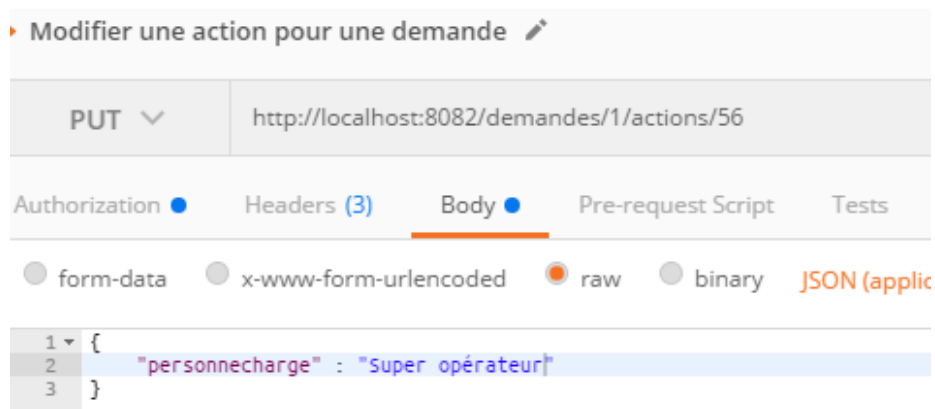 Modifier une action pour une demande
PUT http://localhost:8082/demandes/1/actions/56
Authorization Headers (3) Body Pre-request Script Tests
form-data x-www-form-urlencoded raw binary JSON (applic
1 {
2 "personnecharge" : "Super opérateur"
3 }